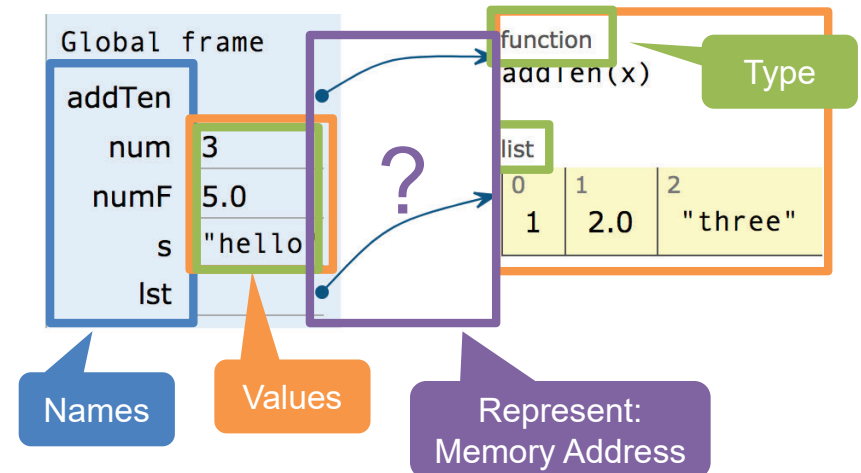 Global frame
addTen
num 3
numF 5.0
s "hello"
lst
?
function
addTen(x)
Type
list
0 1 2
1 2.0 "three"
Names
Values
Represent:
Memory Address